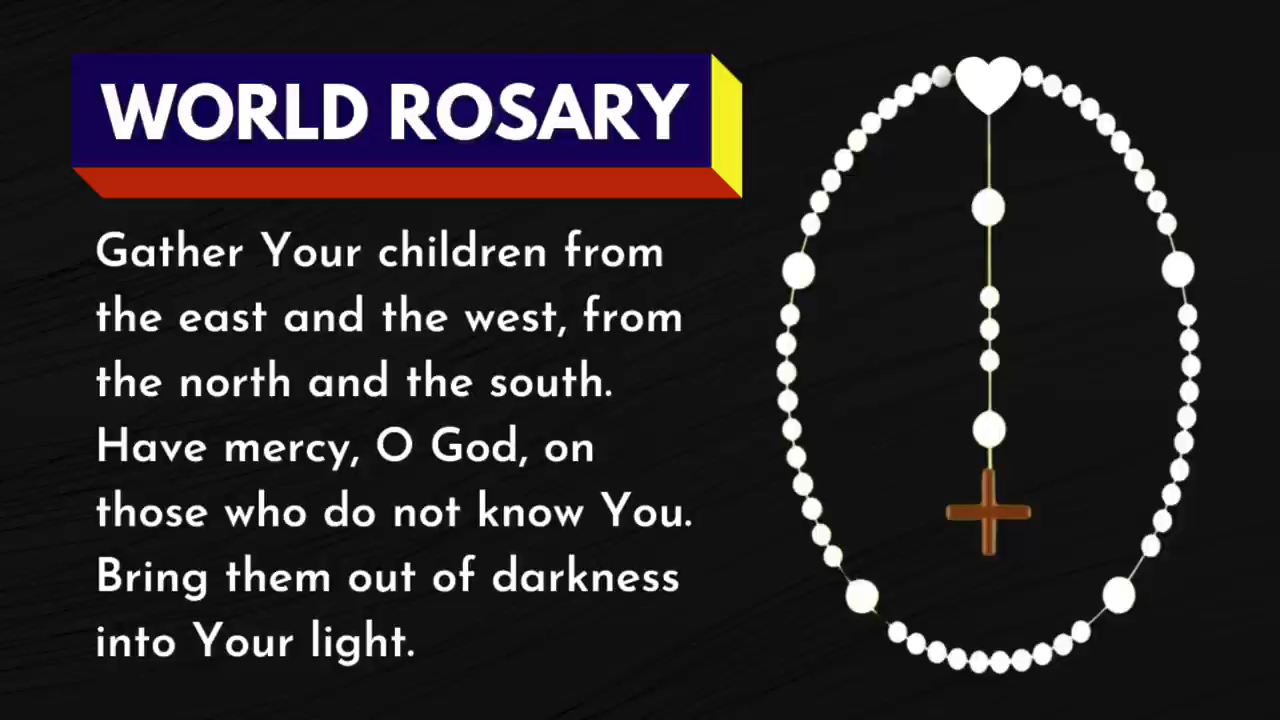 WORLD ROSARY
Gather Your children from
the east and the west, from
the north and the south.
Have mercy, O God, on
those who do not know You.
Bring them out of darkness
into Your light.